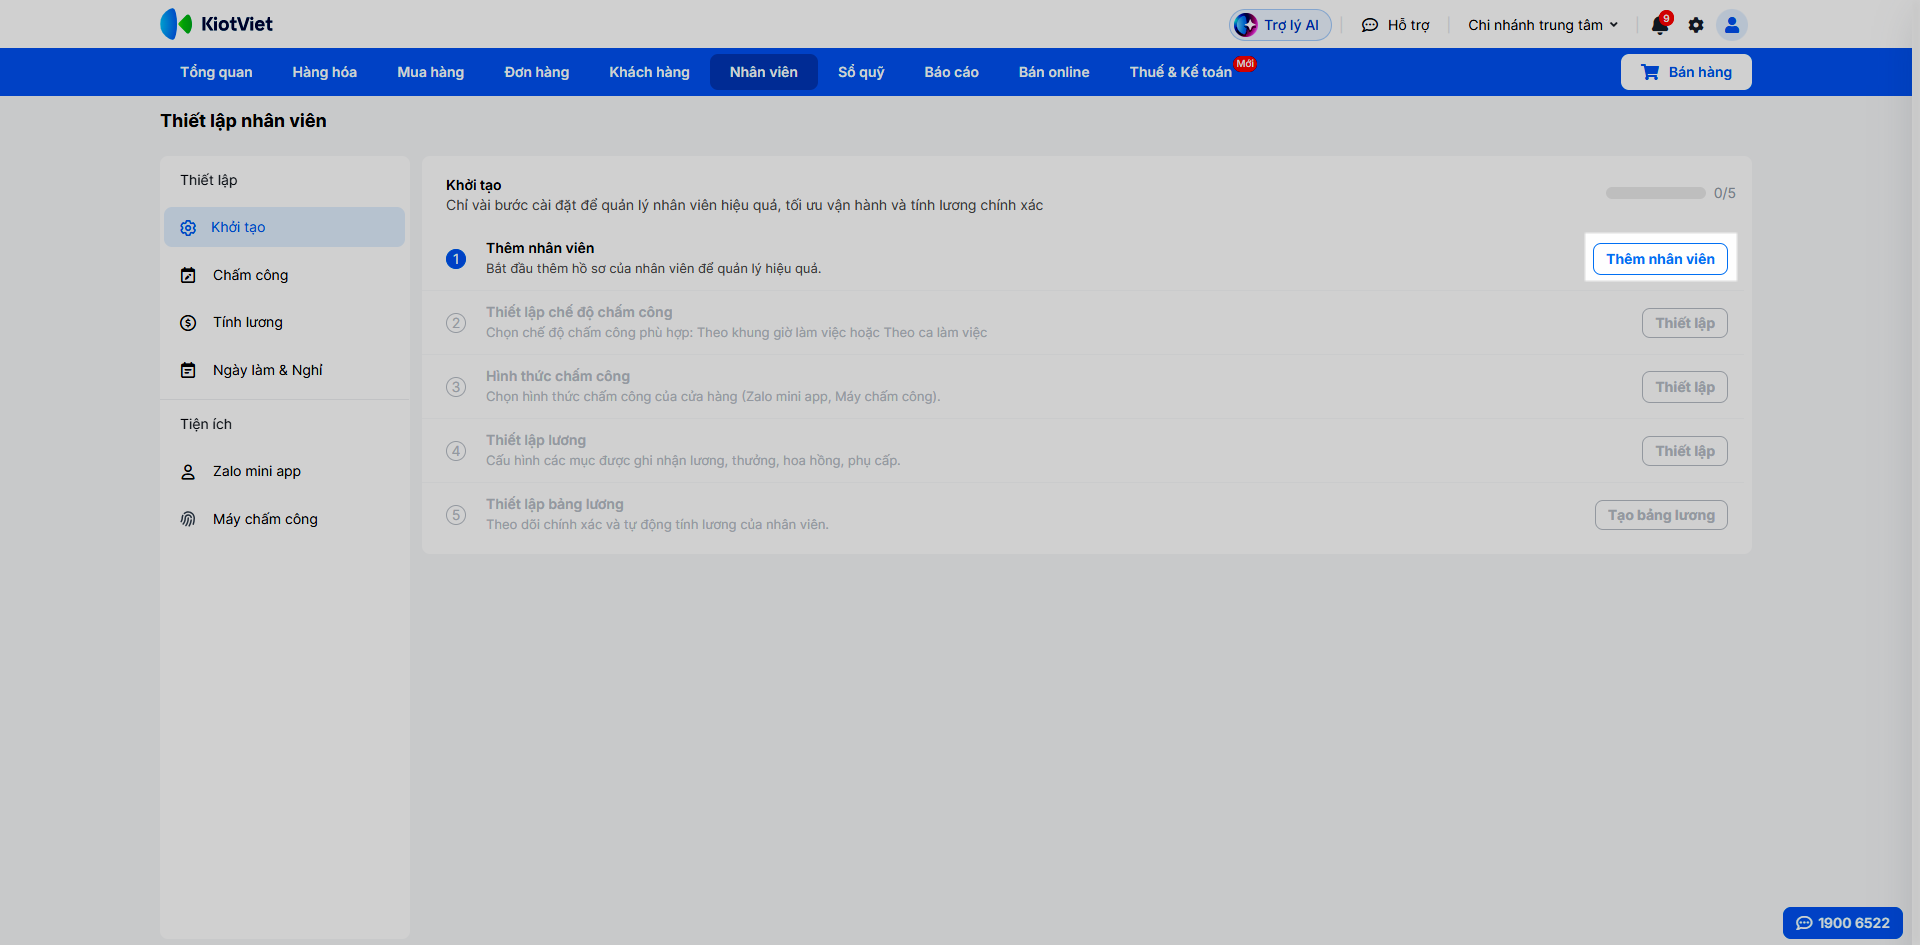 KiotViet
Trợ lý AI
Hỗ trợ
Chi nhánh trung tâm
9
Tổng quan
Hàng hóa
Mua hàng
Đơn hàng
Khách hàng
Nhân viên
Sổ quỹ
Báo cáo
Bán online
Thuế & Kế toán
Mới
Bán hàng
Thiết lập nhân viên
Thiết lập
Khởi tạo
Chấm công
Tính lương
Ngày làm & Nghỉ
Tiện ích
Zalo mini app
Máy chấm công
Khởi tạo
Chỉ vài bước cài đặt để quản lý nhân viên hiệu quả, tối ưu vận hành và tính lương chính xác
0/5
1
Thêm nhân viên
Bắt đầu thêm hồ sơ của nhân viên để quản lý hiệu quả.
Thêm nhân viên
2
Thiết lập chế độ chấm công
Chọn chế độ chấm công phù hợp: Theo khung giờ làm việc hoặc Theo ca làm việc
Thiết lập
3
Hình thức chấm công
Chọn hình thức chấm công của cửa hàng (Zalo mini app, Máy chấm công).
Thiết lập
4
Thiết lập lương
Cấu hình các mục được ghi nhận lương, thưởng, hoa hồng, phụ cấp.
Thiết lập
5
Thiết lập bảng lương
Theo dõi chính xác và tự động tính lương của nhân viên.
Tạo bảng lương
1900 6522